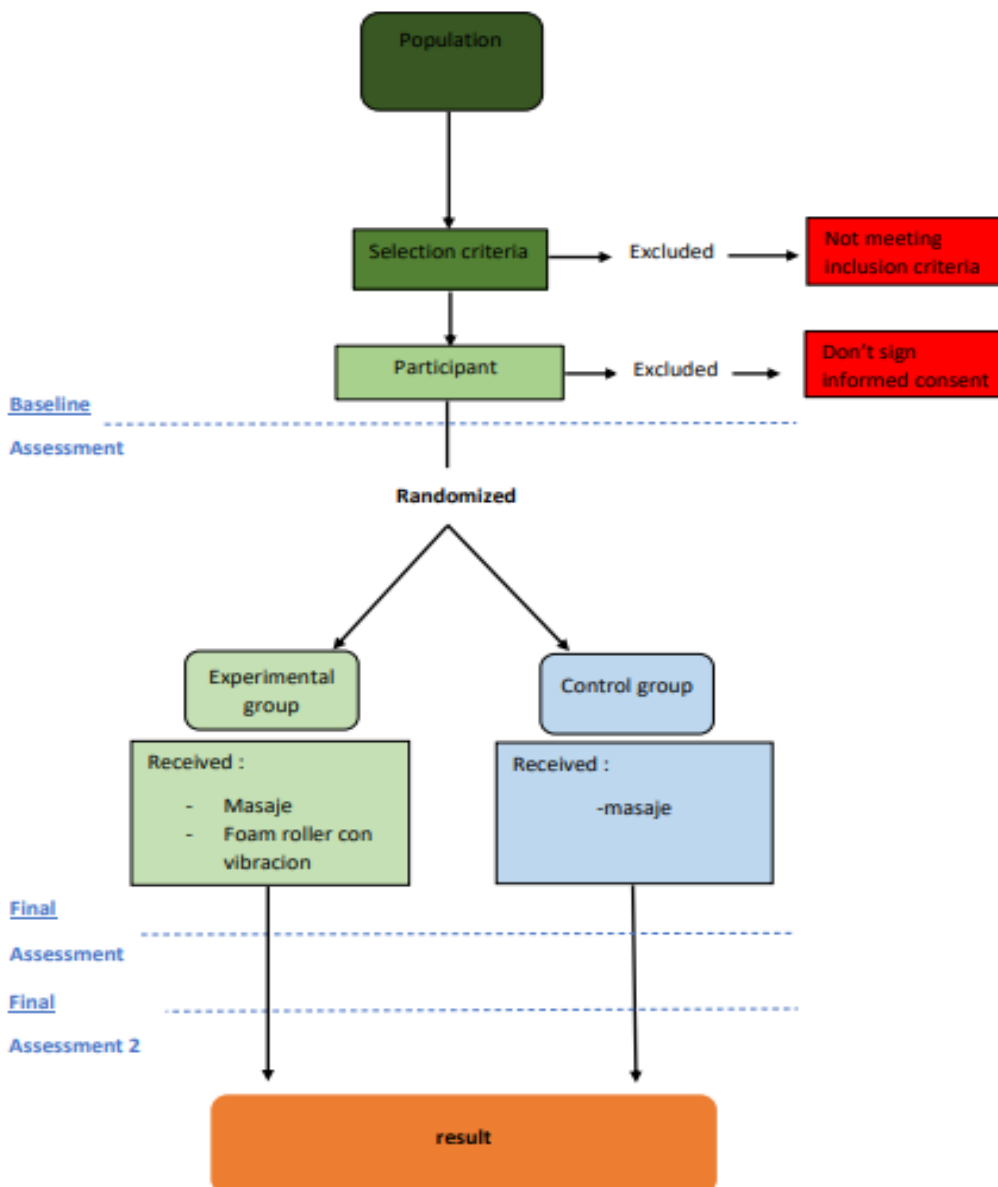 Population
Selection criteria
Excluded
Not meeting
inclusion criteria
Participant
Excluded
Don't sign
informed consent
Baseline
Assessment
Randomized
Experimental
group
Control group
Received :
- Masaje
- Foam roller con
vibracion
Received :
-masaje
Final
Assessment
Final
Assessment 2
result